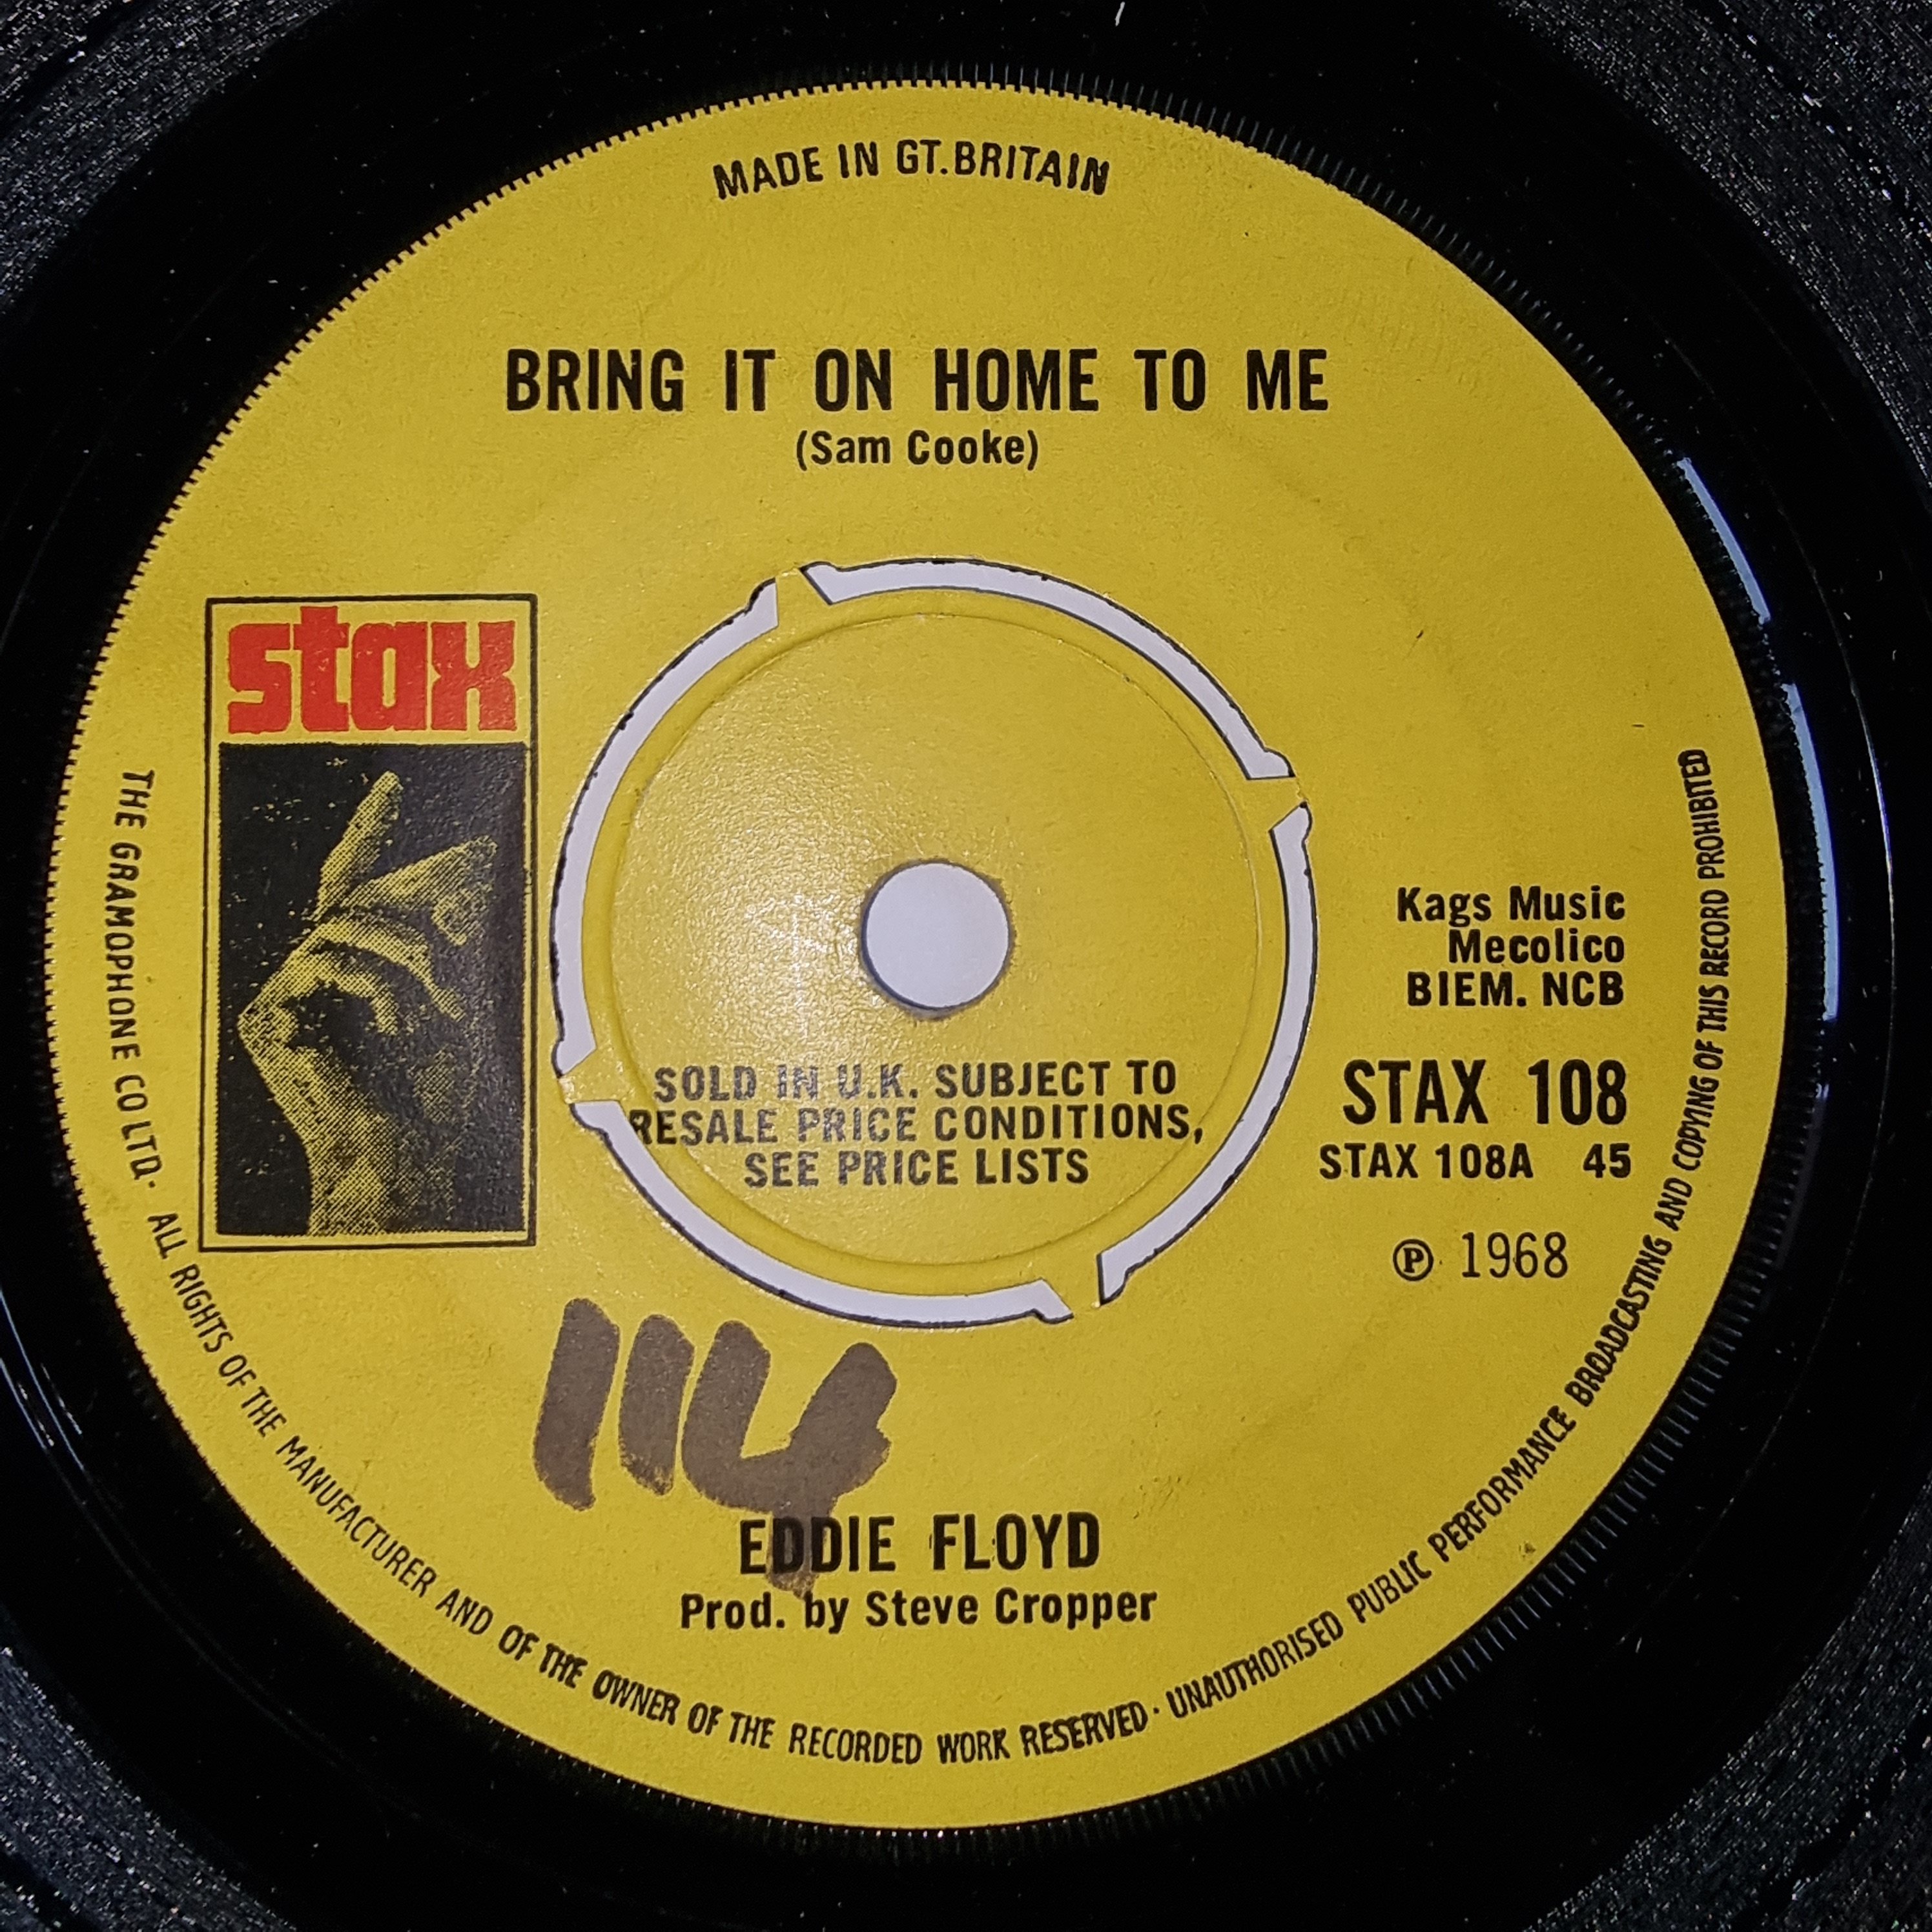 MADE IN GT.BRITAIN
BRING IT ON HOME TO ME
(Sam Cooke)
stax
Kags Music
Mecolico
BIEM. NCB
SOLD IN U.K. SUBJECT TO
RESALE PRICE CONDITIONS,
SEE PRICE LISTS
STAX 108
STAX 108A 45
℗ 1968
114
EDDIE FLOYD
Prod. by Steve Cropper
THE GRAMOPHONE CO LTD· ALL RIGHTS OF THE MANUFACTURER AND OF THE OWNER OF THE RECORDED WORK RESERVED· UNAUTHORISED PUBLIC PERFORMANCE BROADCASTING AND COPYING OF THIS RECORD PROHIBITED